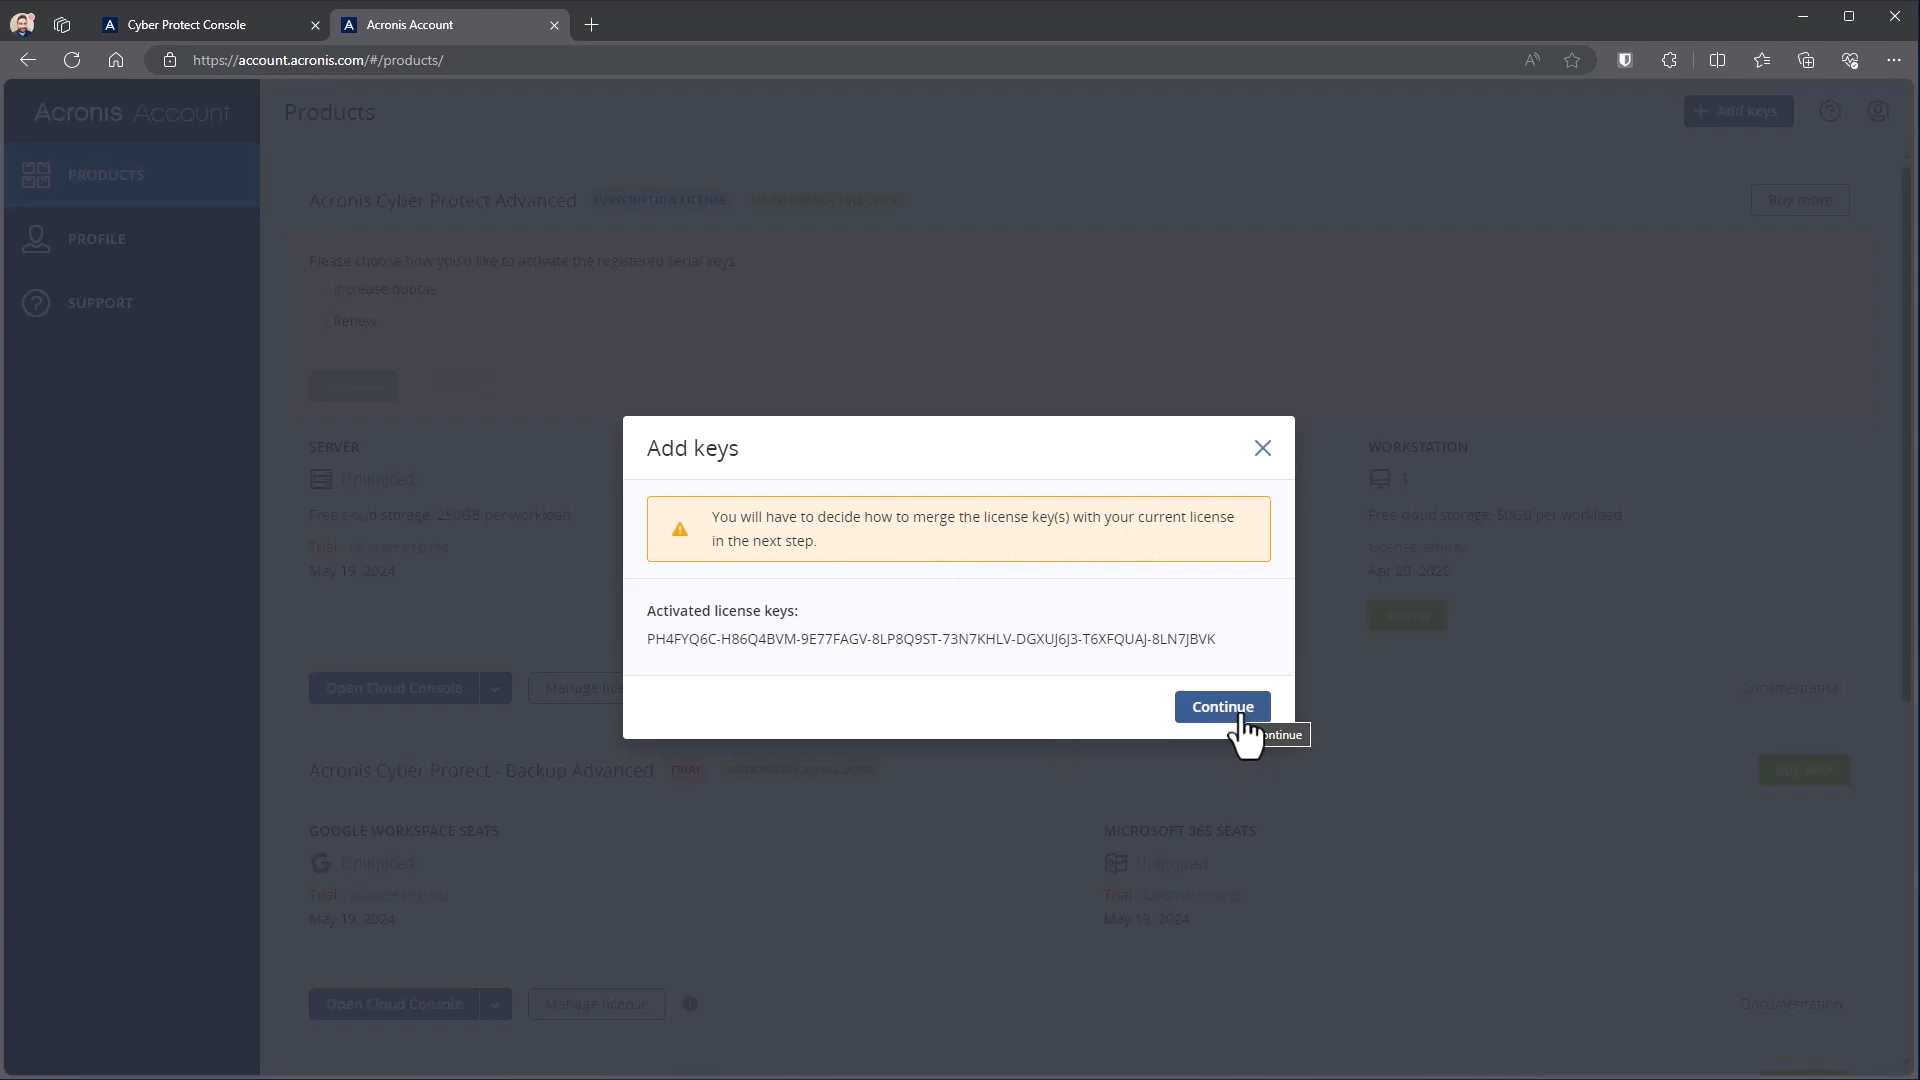 Cyber Protect Console
Acronis Account
https://account.acronis.com/#/products/
Acronis Account
Products
Add keys
PRODUCTS
PROFILE
SUPPORT
Acronis Cyber Protect Advanced
SUBSCRIPTION LICENSE
MAINTENANCE INCLUDED
Buy more
Please choose how you'd like to activate the registered serial keys.
Increase quotas
Renew
SERVER
Unlimited
Free cloud storage: 250GB per workload
Trial License expires
May 19, 2024
WORKSTATION
1
Free cloud storage: 50GB per workload
License expires
Apr 20, 2025
Add keys
You will have to decide how to merge the license key(s) with your current license
in the next step.
Activated license keys:
PH4FYQ6C-H86Q4BVM-9E77FAGV-8LP8Q9ST-73N7KHLV-DGXUJ6J3-T6XFQUAJ-8LN7JBVK
Continue
ontinue
Open Cloud Console
Manage lice
Documentation
Acronis Cyber Protect - Backup Advanced
TRIAL
MAINTENANCE INCLUDED
Buy now
GOOGLE WORKSPACE SEATS
Unlimited
Trial License expires
May 19, 2024
MICROSOFT 365 SEATS
Unlimited
Trial License expires
May 19, 2024
Open Cloud Console
Manage license
Documentation